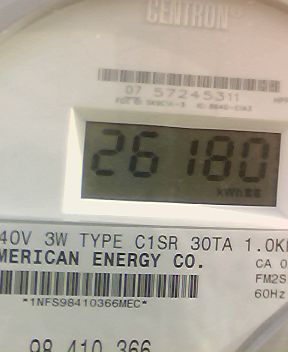 CENTRON
07 57245311
26180
kWh
40V 3W TYPE C1SR 30TA 1.0K
MERICAN ENERGY CO.
CA 0
FM2S
60Hz
*1NFS98410366MEC*
98 410 366